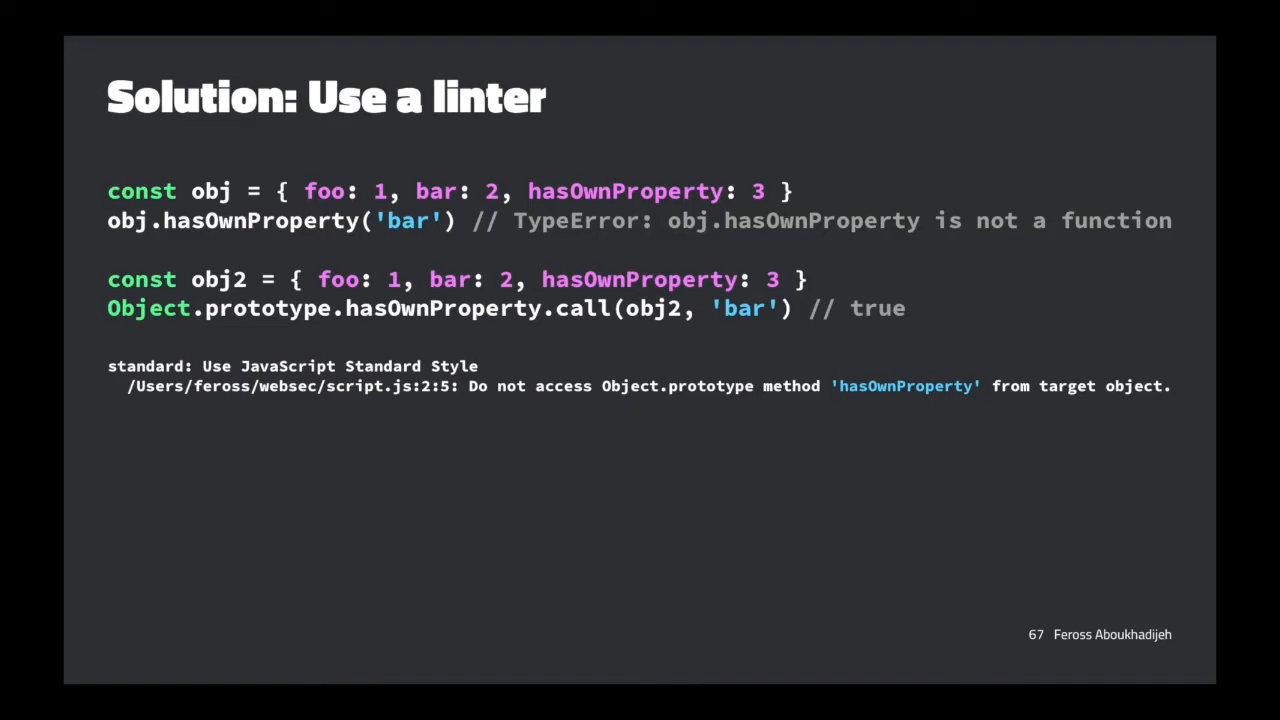 Solution: Use a linter
const obj = { foo: 1, bar: 2, hasOwnProperty: 3 }
obj.hasOwnProperty('bar') // TypeError: obj.hasOwnProperty is not a function
const obj2 = { foo: 1, bar: 2, hasOwnProperty: 3 }
Object.prototype.hasOwnProperty.call(obj2, 'bar') // true
standard: Use JavaScript Standard Style
/Users/feross/websec/script.js:2:5: Do not access Object.prototype method 'hasOwnProperty' from target object.
67 Feross Aboukhadijeh